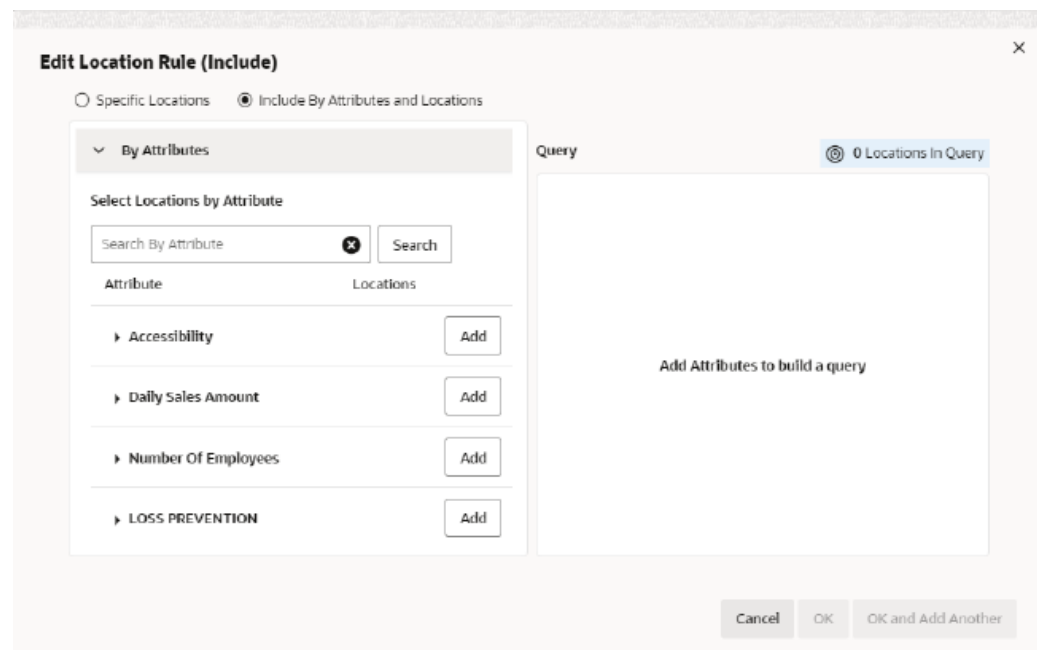 Edit Location Rule (Include)
Specific Locations Include By Attributes and Locations
By Attributes
Select Locations by Attribute
Search By Attribute Search
Attribute Locations
Accessibility Add
Daily Sales Amount Add
Number Of Employees Add
LOSS PREVENTION Add
Query 0 Locations In Query
Add Attributes to build a query
Cancel OK OK and Add Another